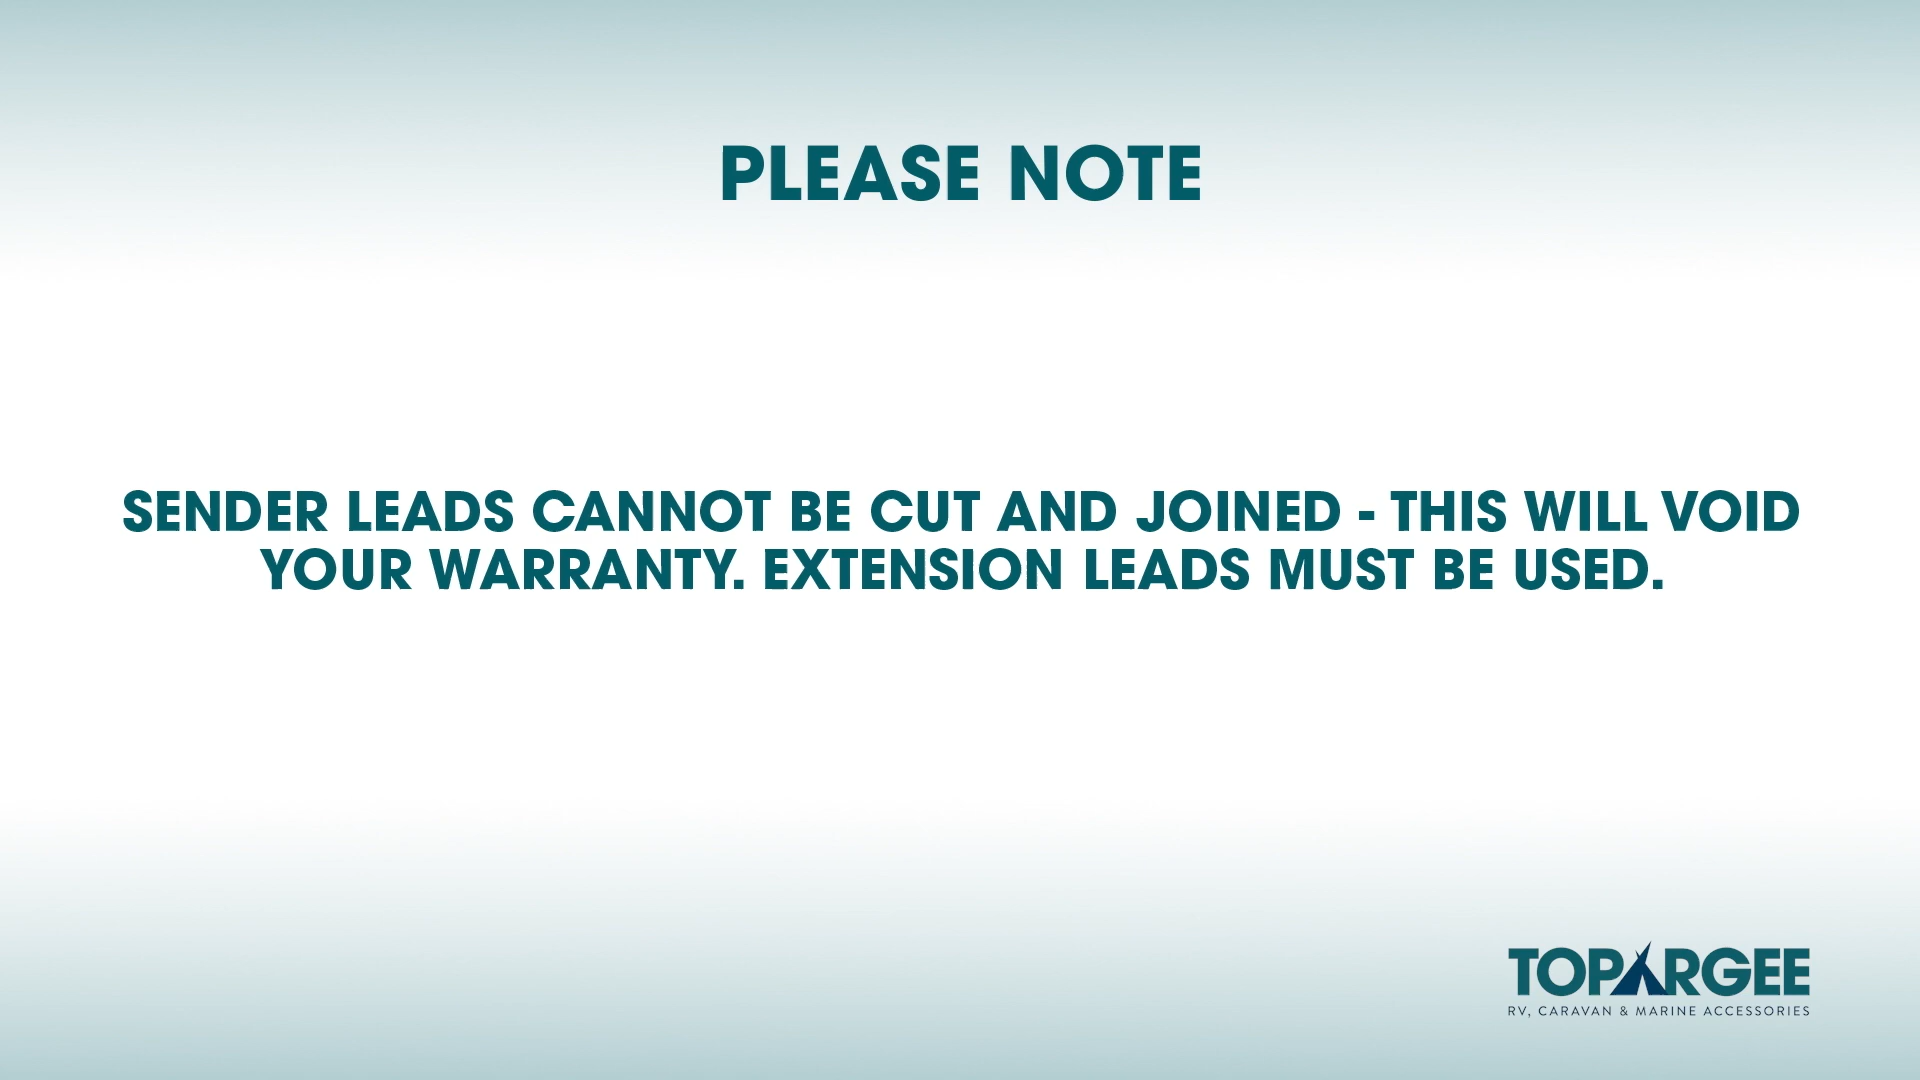 PLEASE NOTE
SENDER LEADS CANNOT BE CUT AND JOINED - THIS WILL VOID
YOUR WARRANTY. EXTENSION LEADS MUST BE USED.
TOPARGEE
RV, CARAVAN & MARINE ACCESSORIES